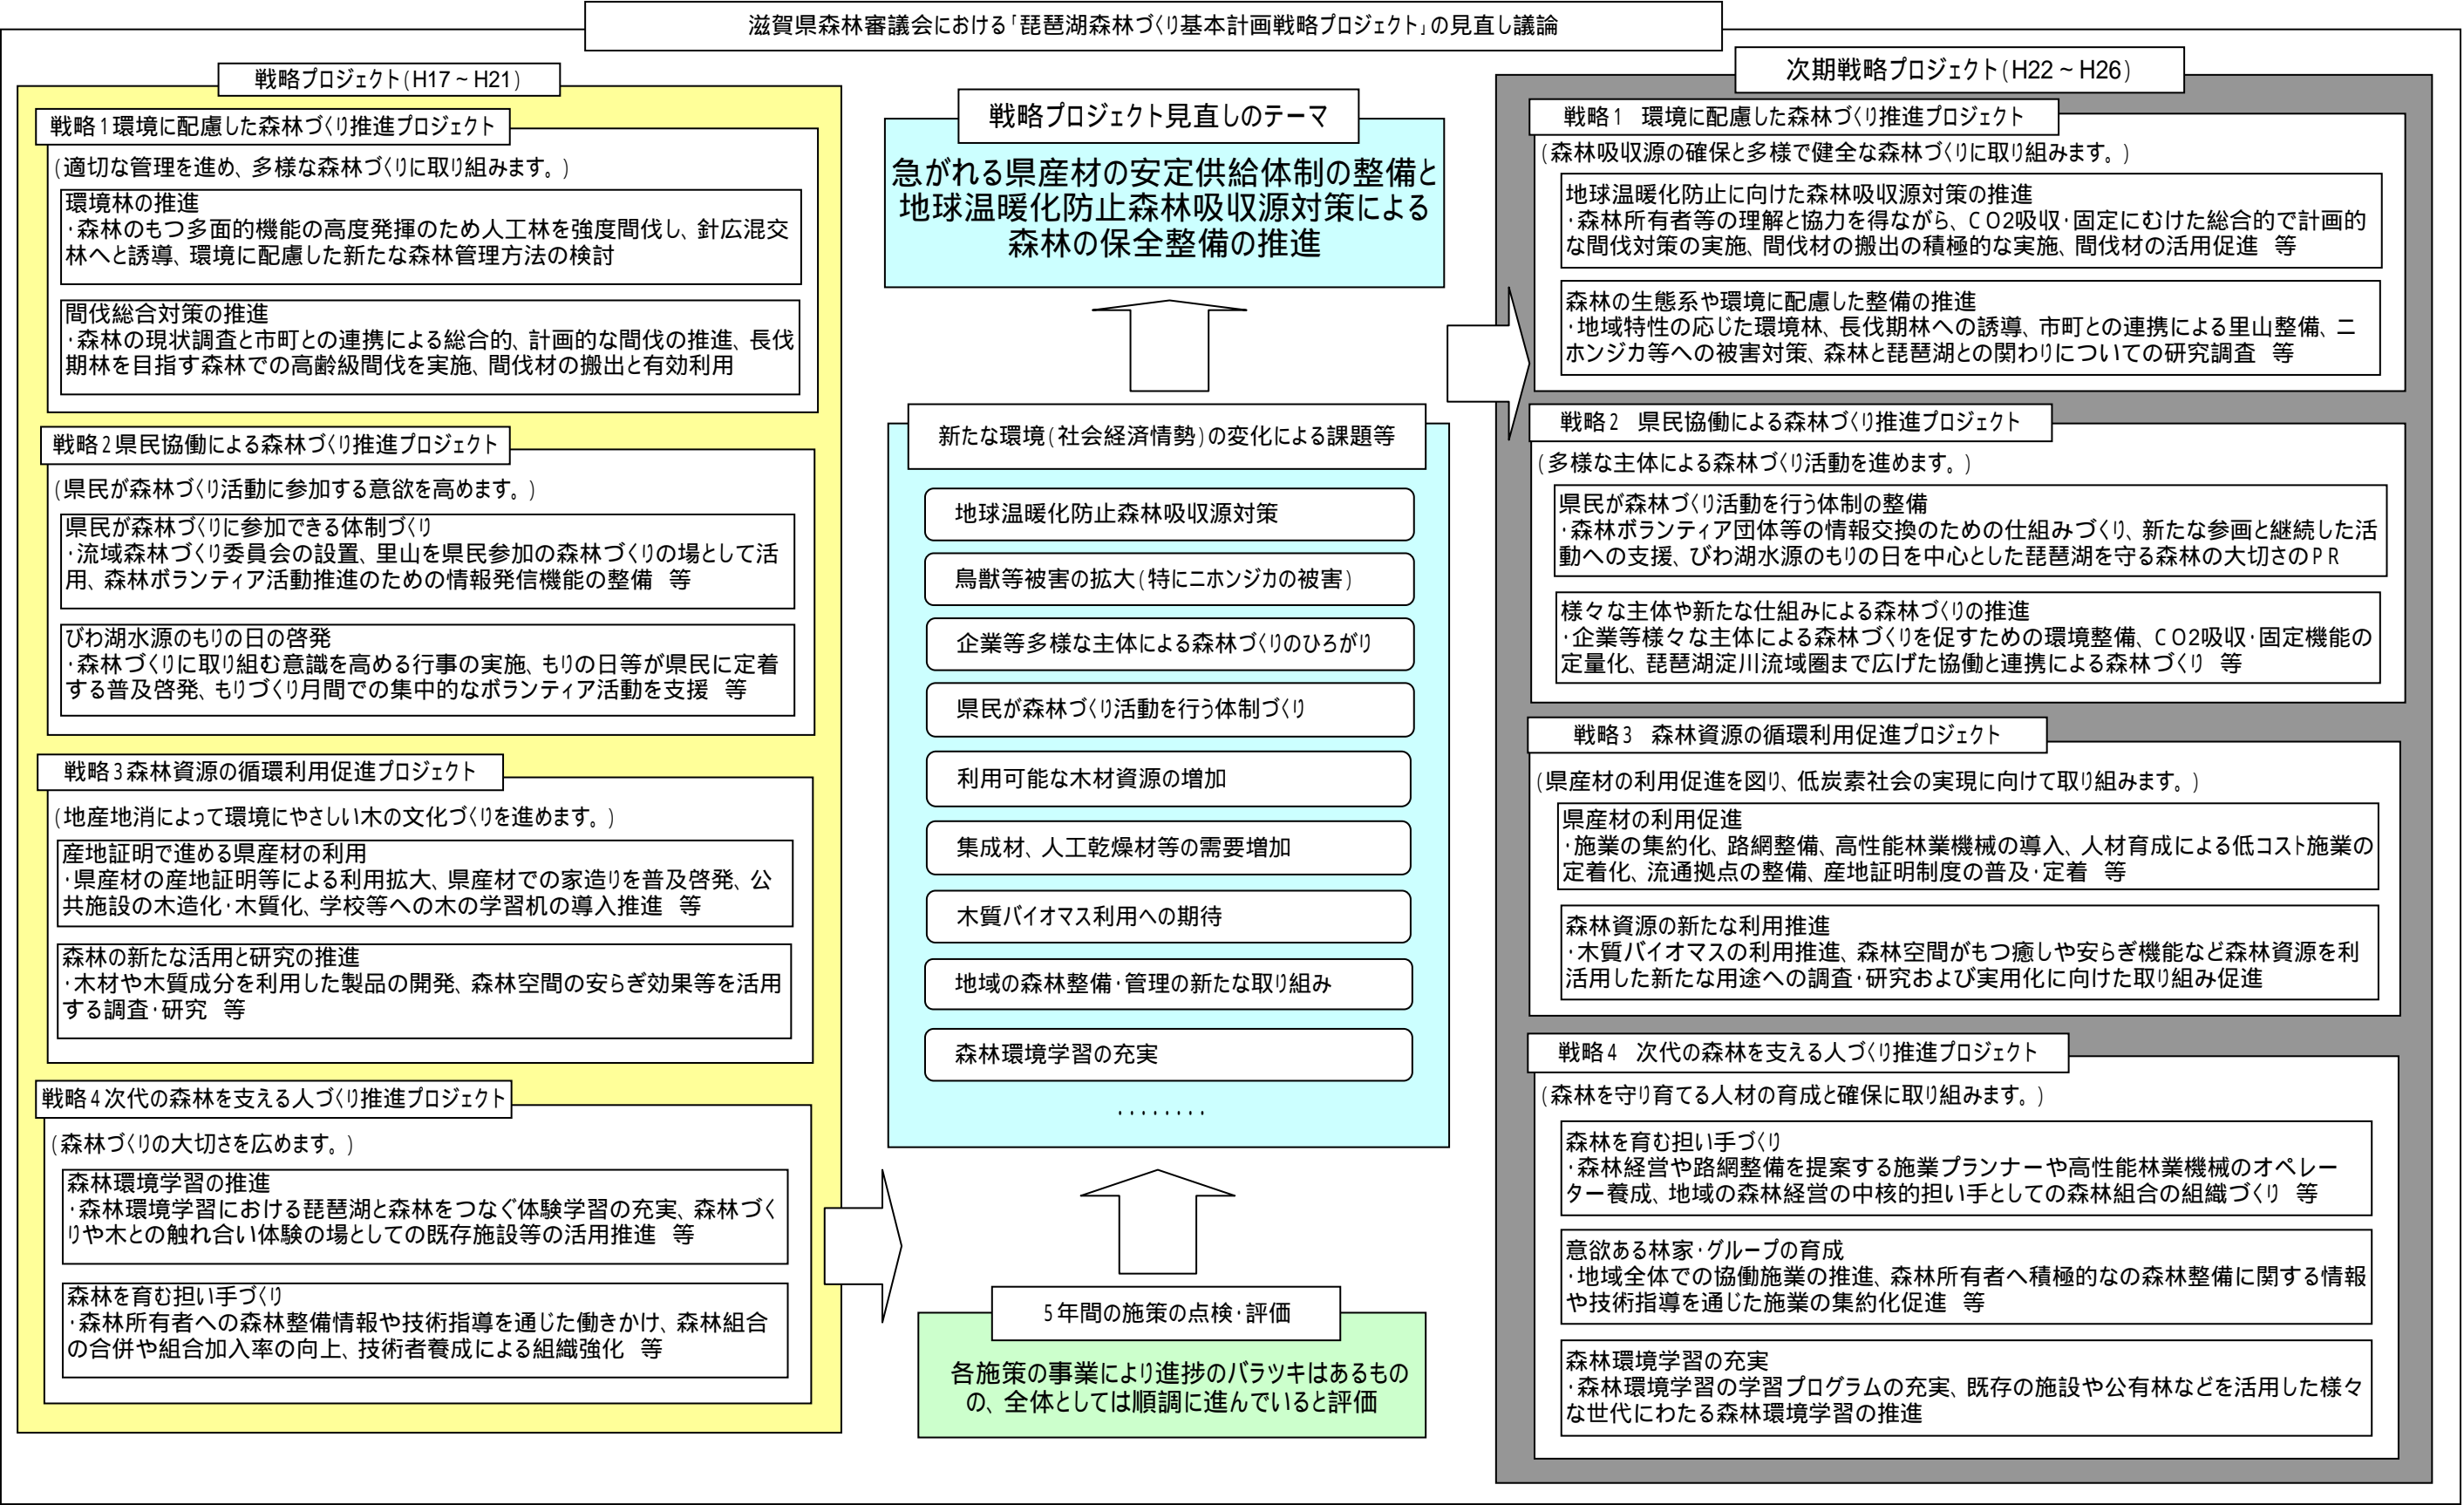 滋賀県森林審議会における「琵琶湖森林づくり基本計画戦略プロジェクト」の見直し議論
戦略プロジェクト(H17~H21)
戦略1環境に配慮した森林づくり推進プロジェクト
(適切な管理を進め、多様な森林づくりに取り組みます。)
環境林の推進
・森林のもつ多面的機能の高度発揮のため人工林を強度間伐し、針広混交
林へと誘導、環境に配慮した新たな森林管理方法の検討
間伐総合対策の推進
・森林の現状調査と市町との連携による総合的、計画的な間伐の推進、長伐
期林を目指す森林での高齢級間伐を実施、間伐材の搬出と有効利用
戦略2県民協働による森林づくり推進プロジェクト
(県民が森林づくり活動に参加する意欲を高めます。)
県民が森林づくりに参加できる体制づくり
・流域森林づくり委員会の設置、里山を県民参加の森林づくりの場として活
用、森林ボランティア活動推進のための情報発信機能の整備 等
びわ湖水源のもりの日の啓発
・森林づくりに取り組む意識を高める行事の実施、もりの日等が県民に定着
する普及啓発、もりづくり月間での集中的なボランティア活動を支援 等
戦略3森林資源の循環利用促進プロジェクト
(地産地消によって環境にやさしい木の文化づくりを進めます。)
産地証明で進める県産材の利用
・県産材の産地証明等による利用拡大、県産材での家造りを普及啓発、公
共施設の木造化・木質化、学校等への木の学習机の導入推進 等
森林の新たな活用と研究の推進
・木材や木質成分を利用した製品の開発、森林空間の安らぎ効果等を活用
する調査・研究 等
戦略4次代の森林を支える人づくり推進プロジェクト
(森林づくりの大切さを広めます。)
森林環境学習の推進
・森林環境学習における琵琶湖と森林をつなぐ体験学習の充実、森林づく
りや木との触れ合い体験の場としての既存施設等の活用推進 等
森林を育む担い手づくり
・森林所有者への森林整備情報や技術指導を通じた働きかけ、森林組合
の合併や組合加入率の向上、技術者養成による組織強化 等
戦略プロジェクト見直しのテーマ
急がれる県産材の安定供給体制の整備と
地球温暖化防止森林吸収源対策による
森林の保全整備の推進
新たな環境(社会経済情勢)の変化による課題等
地球温暖化防止森林吸収源対策
鳥獣等被害の拡大(特にニホンジカの被害)
企業等多様な主体による森林づくりのひろがり
県民が森林づくり活動を行う体制づくり
利用可能な木材資源の増加
集成材、人工乾燥材等の需要増加
木質バイオマス利用への期待
地域の森林整備・管理の新たな取り組み
森林環境学習の充実
········
5年間の施策の点検・評価
各施策の事業により進捗のバラツキはあるもの
の、全体としては順調に進んでいると評価
次期戦略プロジェクト(H22~H26)
戦略1 環境に配慮した森林づくり推進プロジェクト
(森林吸収源の確保と多様で健全な森林づくりに取り組みます。)
地球温暖化防止に向けた森林吸収源対策の推進
・森林所有者等の理解と協力を得ながら、CO2吸収・固定にむけた総合的で計画的
な間伐対策の実施、間伐材の搬出の積極的な実施、間伐材の活用促進 等
森林の生態系や環境に配慮した整備の推進
・地域特性の応じた環境林、長伐期林への誘導、市町との連携による里山整備、ニ
ホンジカ等への被害対策、森林と琵琶湖との関わりについての研究調査 等
戦略2 県民協働による森林づくり推進プロジェクト
(多様な主体による森林づくり活動を進めます。)
県民が森林づくり活動を行う体制の整備
・森林ボランティア団体等の情報交換のための仕組みづくり、新たな参画と継続した活
動への支援、びわ湖水源のもりの日を中心とした琵琶湖を守る森林の大切さのPR
様々な主体や新たな仕組みによる森林づくりの推進
・企業等様々な主体による森林づくりを促すための環境整備、CO2吸収・固定機能の
定量化、琵琶湖淀川流域圏まで広げた協働と連携による森林づくり 等
戦略3 森林資源の循環利用促進プロジェクト
(県産材の利用促進を図り、低炭素社会の実現に向けて取り組みます。)
県産材の利用促進
・施業の集約化、路網整備、高性能林業機械の導入、人材育成による低コスト施業の
定着化、流通拠点の整備、産地証明制度の普及・定着 等
森林資源の新たな利用推進
・木質バイオマスの利用推進、森林空間がもつ癒しや安らぎ機能など森林資源を利
活用した新たな用途への調査・研究および実用化に向けた取り組み促進
戦略4 次代の森林を支える人づくり推進プロジェクト
(森林を守り育てる人材の育成と確保に取り組みます。)
森林を育む担い手づくり
・森林経営や路網整備を提案する施業プランナーや高性能林業機械のオペレー
ター養成、地域の森林経営の中核的担い手としての森林組合の組織づくり 等
意欲ある林家・グループの育成
・地域全体での協働施業の推進、森林所有者へ積極的なの森林整備に関する情報
や技術指導を通じた施業の集約化促進 等
森林環境学習の充実
・森林環境学習の学習プログラムの充実、既存の施設や公有林などを活用した様々
な世代にわたる森林環境学習の推進